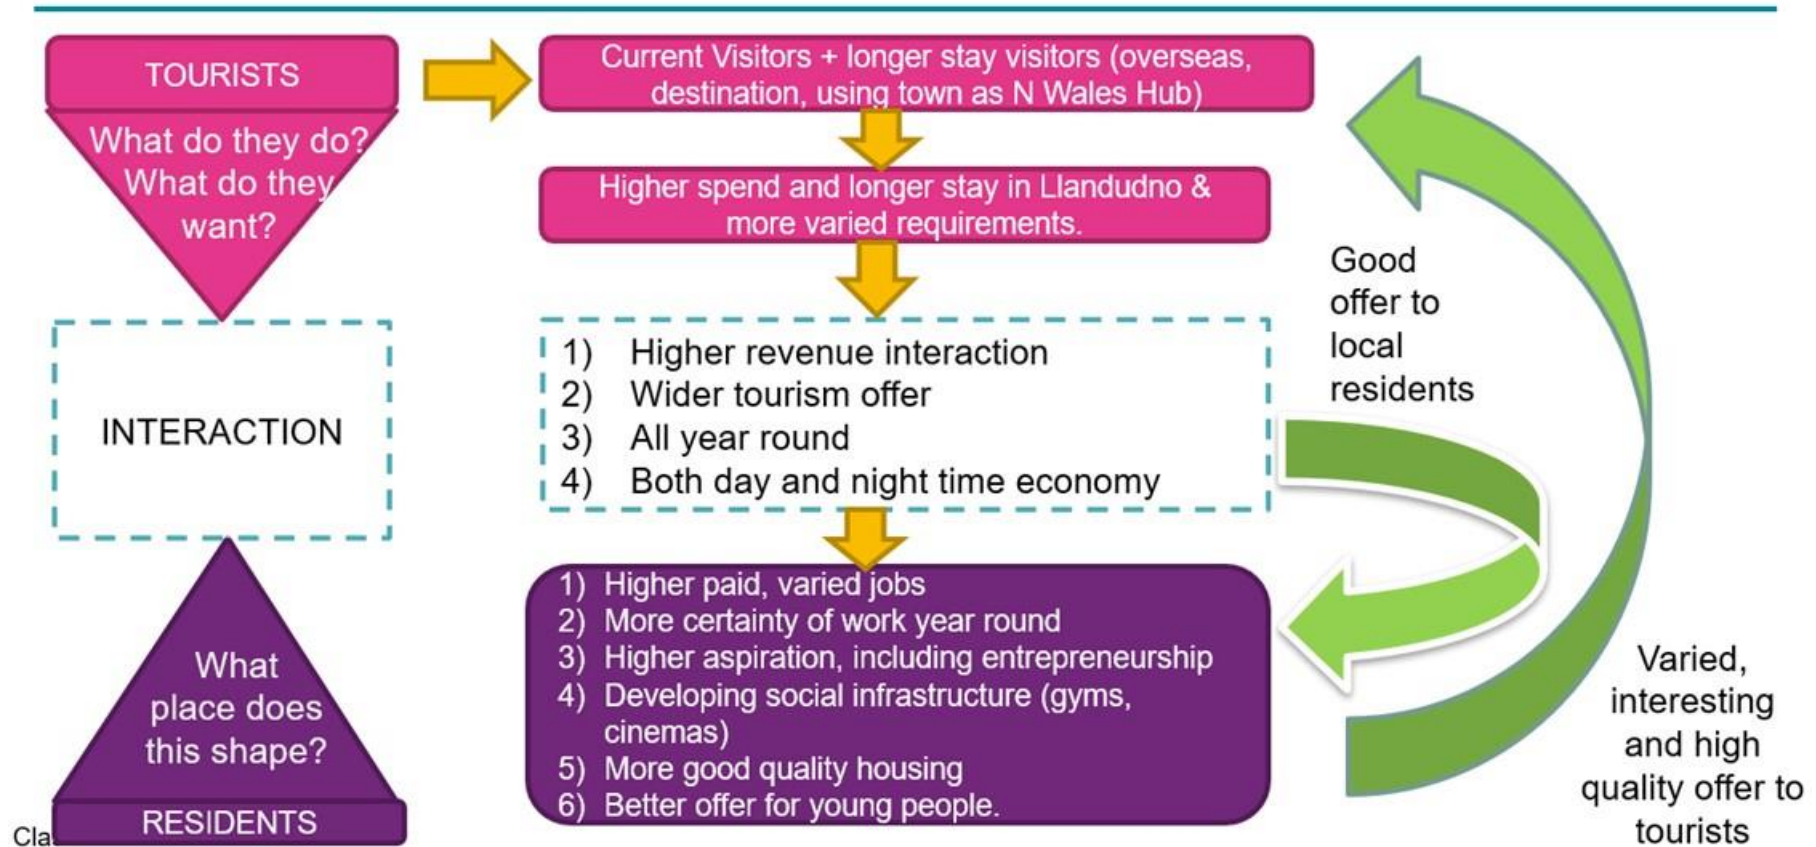 TOURISTS
What do they do?
What do they
want?
INTERACTION
What
place does
this shape?
RESIDENTS
Current Visitors + longer stay visitors (overseas,
destination, using town as N Wales Hub)
Higher spend and longer stay in Llandudno &
more varied requirements.
1) Higher revenue interaction
2) Wider tourism offer
3) All year round
4) Both day and night time economy
1) Higher paid, varied jobs
2) More certainty of work year round
3) Higher aspiration, including entrepreneurship
4) Developing social infrastructure (gyms,
cinemas)
5) More good quality housing
6) Better offer for young people.
Good
offer to
local
residents
Varied,
interesting
and high
quality offer to
tourists